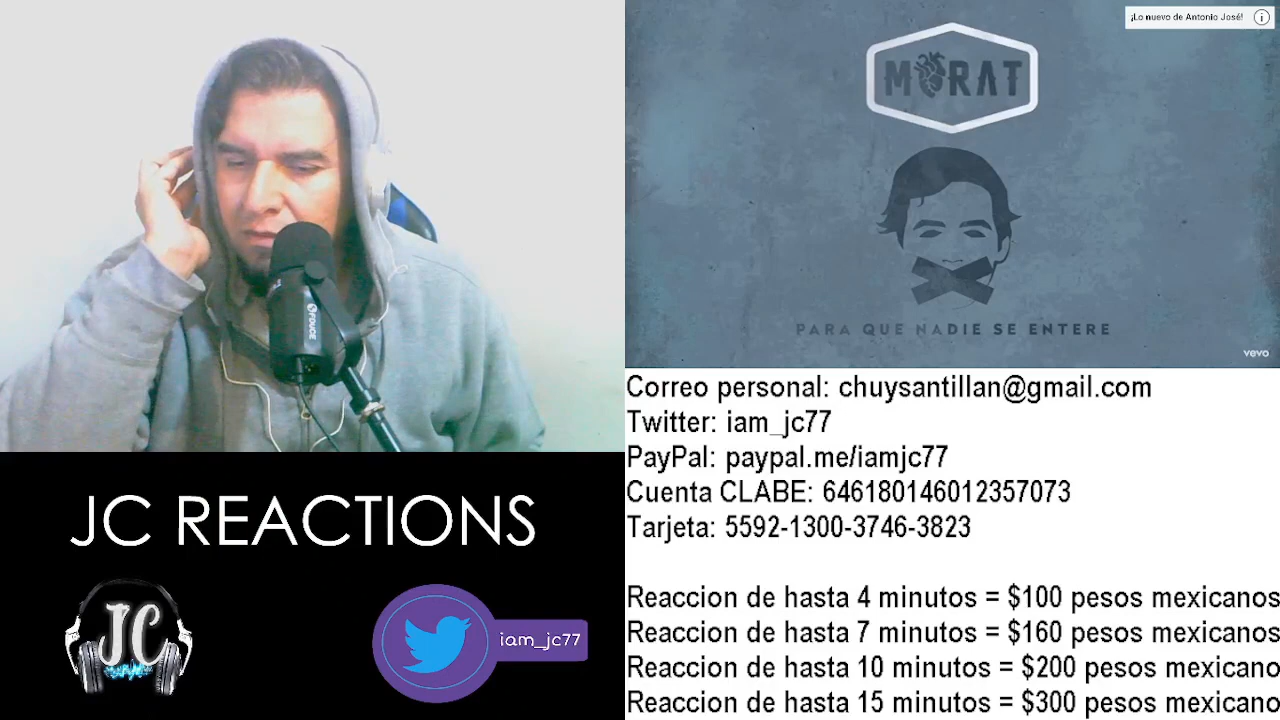 ¡Lo nuevo de Antonio José!
MORAT
PARA QUE NADIE SE ENTERE
vevo
Correo personal: chuysantillan@gmail.com
Twitter: iam_jc77
PayPal: paypal.me/iamjc77
Cuenta CLABE: 646180146012357073
Tarjeta: 5592-1300-3746-3823
Reaccion de hasta 4 minutos = $100 pesos mexicanos
Reaccion de hasta 7 minutos = $160 pesos mexicanos
Reaccion de hasta 10 minutos = $200 pesos mexicano
Reaccion de hasta 15 minutos = $300 pesos mexicano
FDUCE
JC REACTIONS
JC
iam_jc77